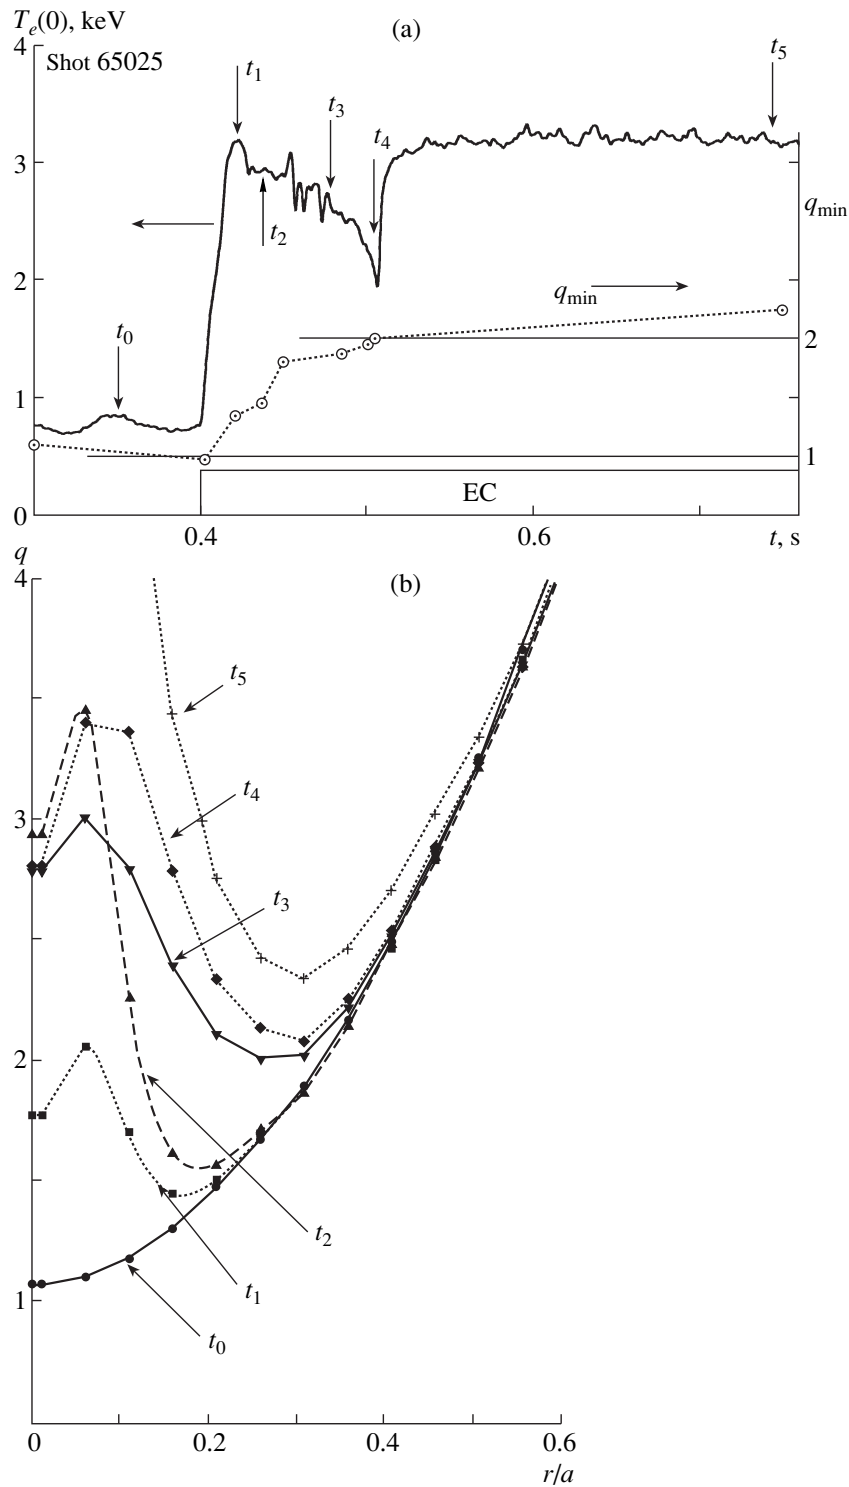 T_e(0), keV
(a)
4
Shot 65025
t_5
t_1
t_3
t_4
3
q_min
t_2
2
q_min
t_0
2
1
1
EC
0
0.4
0.6
t, s
q
(b)
4
t_5
t_4
3
t_3
2
t_2
t_1
1
t_0
0
0.2
0.4
0.6
r/a